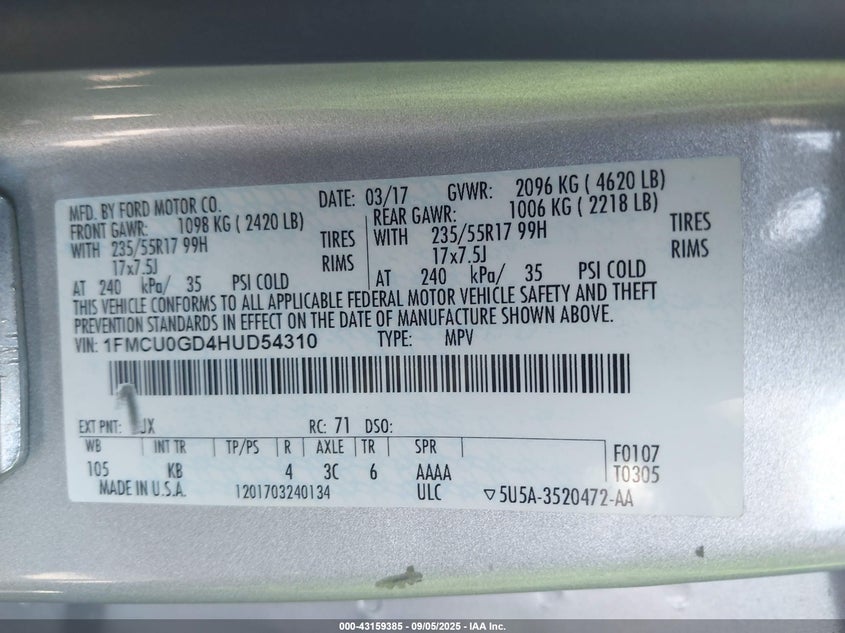 MFD. BY FORD MOTOR CO. DATE: 03/17 GVWR: 2096 KG ( 4620 LB)
FRONT GAWR: 1098 KG ( 2420 LB) REAR GAWR: 1006 KG ( 2218 LB)
WITH 235/55R17 99H TIRES WITH 235/55R17 99H TIRES
17x7.5J RIMS 17x7.5J RIMS
AT 240 kPa/ 35 PSI COLD AT 240 kPa/ 35 PSI COLD
THIS VEHICLE CONFORMS TO ALL APPLICABLE FEDERAL MOTOR VEHICLE SAFETY AND THEFT
PREVENTION STANDARDS IN EFFECT ON THE DATE OF MANUFACTURE SHOWN ABOVE.
VIN: 1FMCU0GD4HUD54310 TYPE: MPV
EXT PNT: JX RC: 71 DSO:
WB INT TR TP/PS R AXLE TR SPR F0107
105 KB 4 3C 6 AAAA T0305
MADE IN U.S.A. 1201703240134 ULC ▽5U5A-3520472-AA
000-43159385 - 09/05/2025 - IAA Inc.